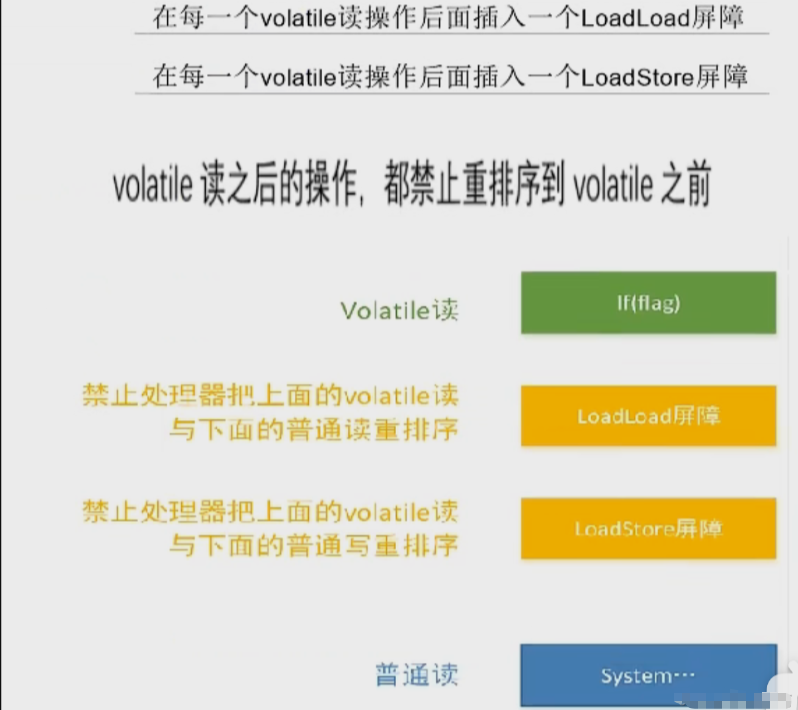 在每一个volatile读操作后面插入一个LoadLoad屏障
在每一个volatile读操作后面插入一个LoadStore屏障
volatile 读之后的操作，都禁止重排序到 volatile 之前
Volatile读
If(flag)
禁止处理器把上面的volatile读
与下面的普通读重排序
LoadLoad屏障
禁止处理器把上面的volatile读
与下面的普通写重排序
LoadStore屏障
普通读
System…